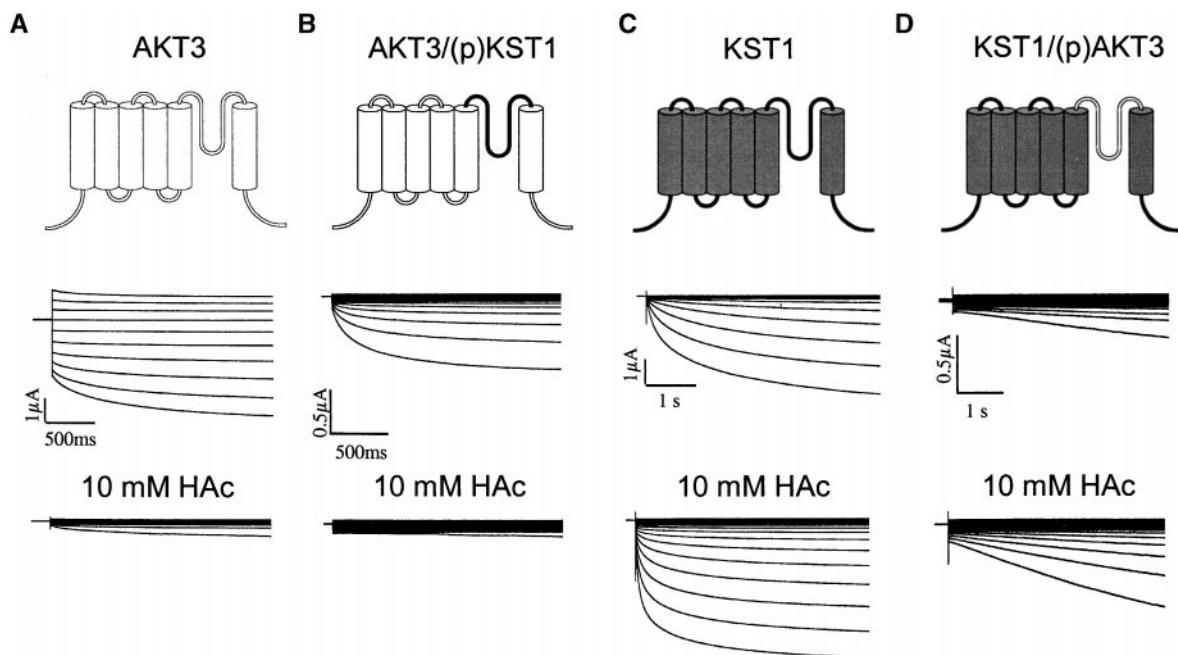 A
AKT3
B
AKT3/(p)KST1
C
KST1
D
KST1/(p)AKT3
1µA
500ms
0.5µA
500ms
1µA
1 s
0.5µA
1 s
10 mM HAc
10 mM HAc
10 mM HAc
10 mM HAc